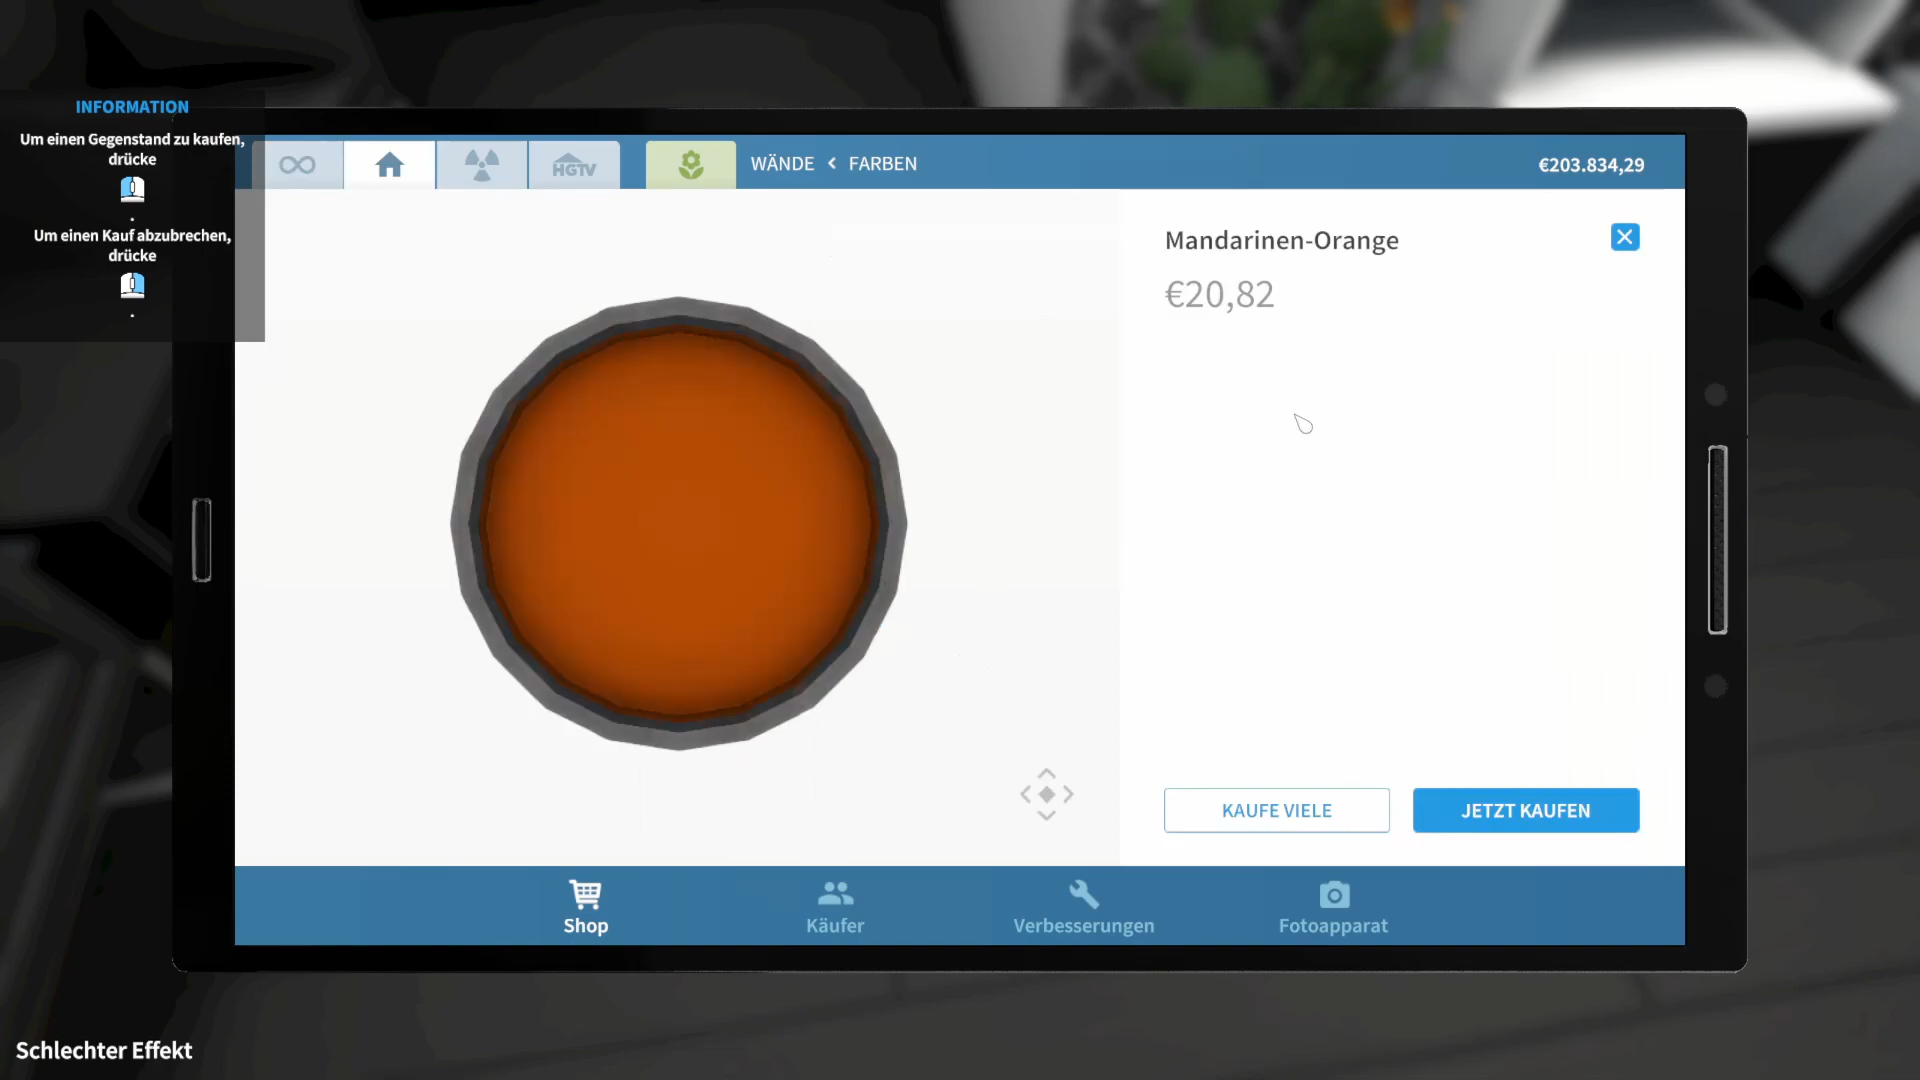 INFORMATION
Um einen Gegenstand zu kaufen,
drücke
.
Um einen Kauf abzubrechen,
drücke
.
HGTV
WÄNDE < FARBEN
€203.834,29
Mandarinen-Orange
€20,82
KAUFE VIELE
JETZT KAUFEN
Shop
Käufer
Verbesserungen
Fotoapparat
Schlechter Effekt